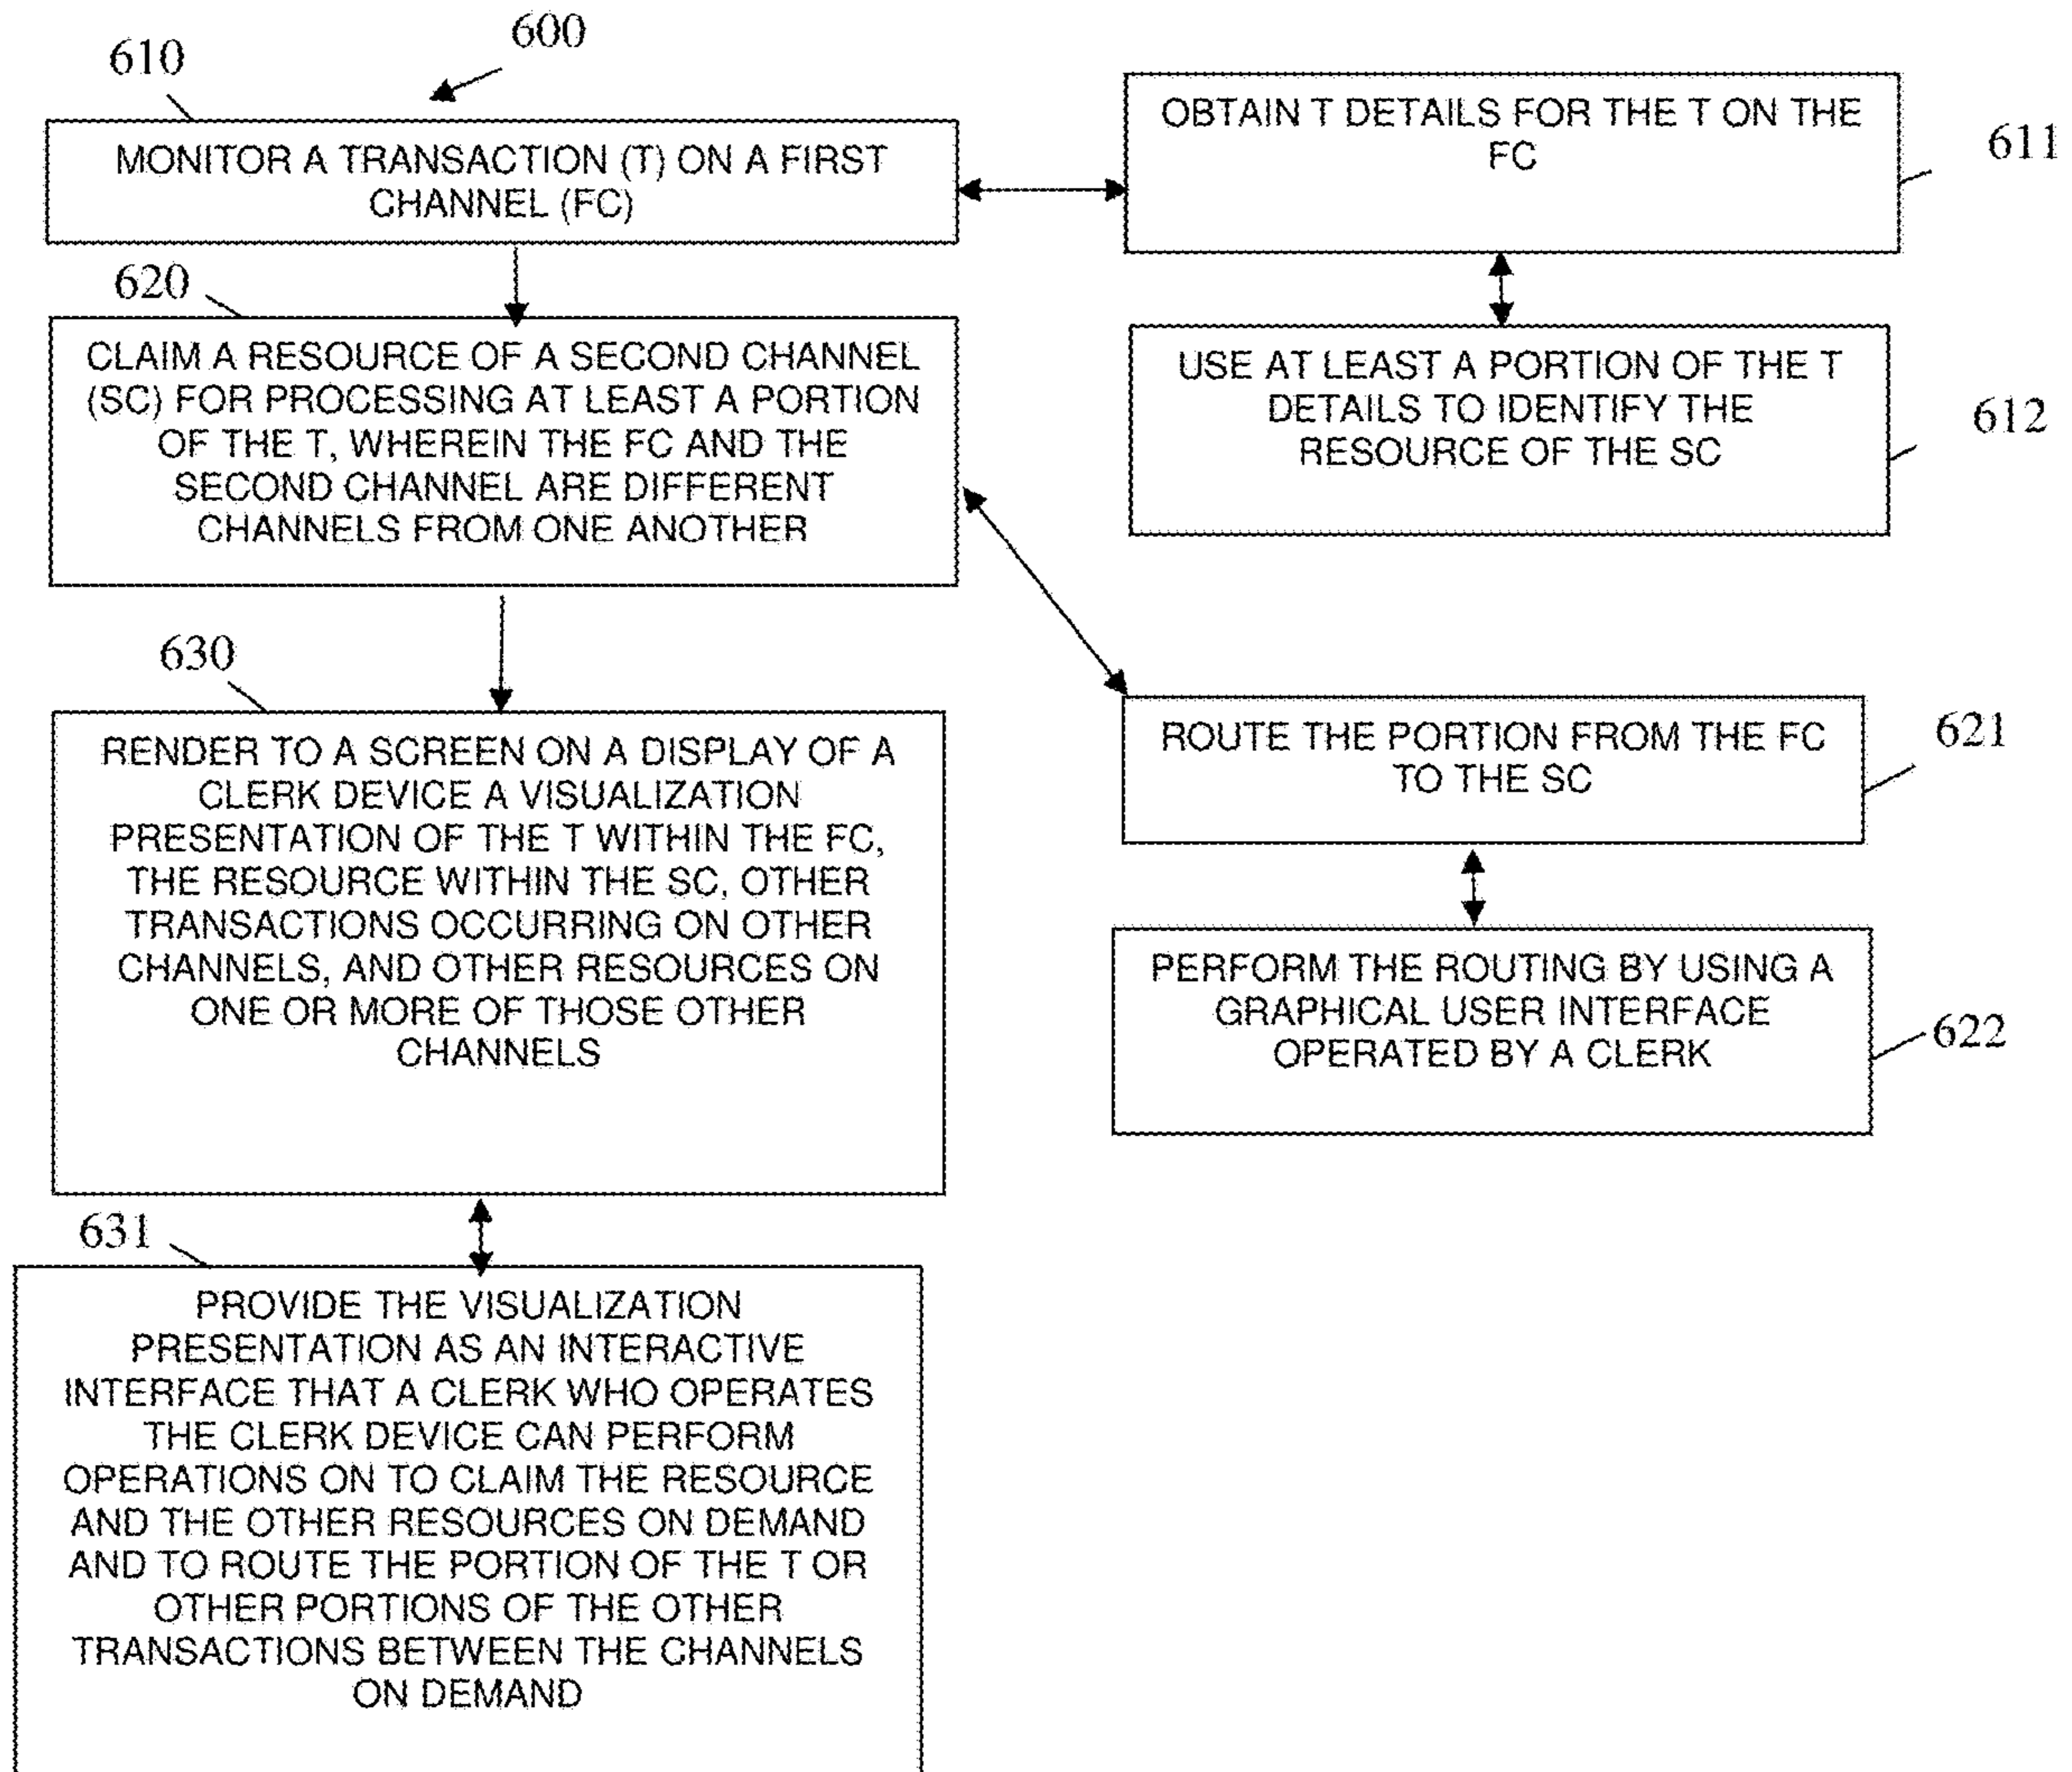 600
610
MONITOR A TRANSACTION (T) ON A FIRST
CHANNEL (FC)
OBTAIN T DETAILS FOR THE T ON THE
FC
611
620
CLAIM A RESOURCE OF A SECOND CHANNEL
(SC) FOR PROCESSING AT LEAST A PORTION
OF THE T, WHEREIN THE FC AND THE
SECOND CHANNEL ARE DIFFERENT
CHANNELS FROM ONE ANOTHER
USE AT LEAST A PORTION OF THE T
DETAILS TO IDENTIFY THE
RESOURCE OF THE SC
612
630
RENDER TO A SCREEN ON A DISPLAY OF A
CLERK DEVICE A VISUALIZATION
PRESENTATION OF THE T WITHIN THE FC,
THE RESOURCE WITHIN THE SC, OTHER
TRANSACTIONS OCCURRING ON OTHER
CHANNELS, AND OTHER RESOURCES ON
ONE OR MORE OF THOSE OTHER
CHANNELS
ROUTE THE PORTION FROM THE FC
TO THE SC
621
PERFORM THE ROUTING BY USING A
GRAPHICAL USER INTERFACE
OPERATED BY A CLERK
622
631
PROVIDE THE VISUALIZATION
PRESENTATION AS AN INTERACTIVE
INTERFACE THAT A CLERK WHO OPERATES
THE CLERK DEVICE CAN PERFORM
OPERATIONS ON TO CLAIM THE RESOURCE
AND THE OTHER RESOURCES ON DEMAND
AND TO ROUTE THE PORTION OF THE T OR
OTHER PORTIONS OF THE OTHER
TRANSACTIONS BETWEEN THE CHANNELS
ON DEMAND